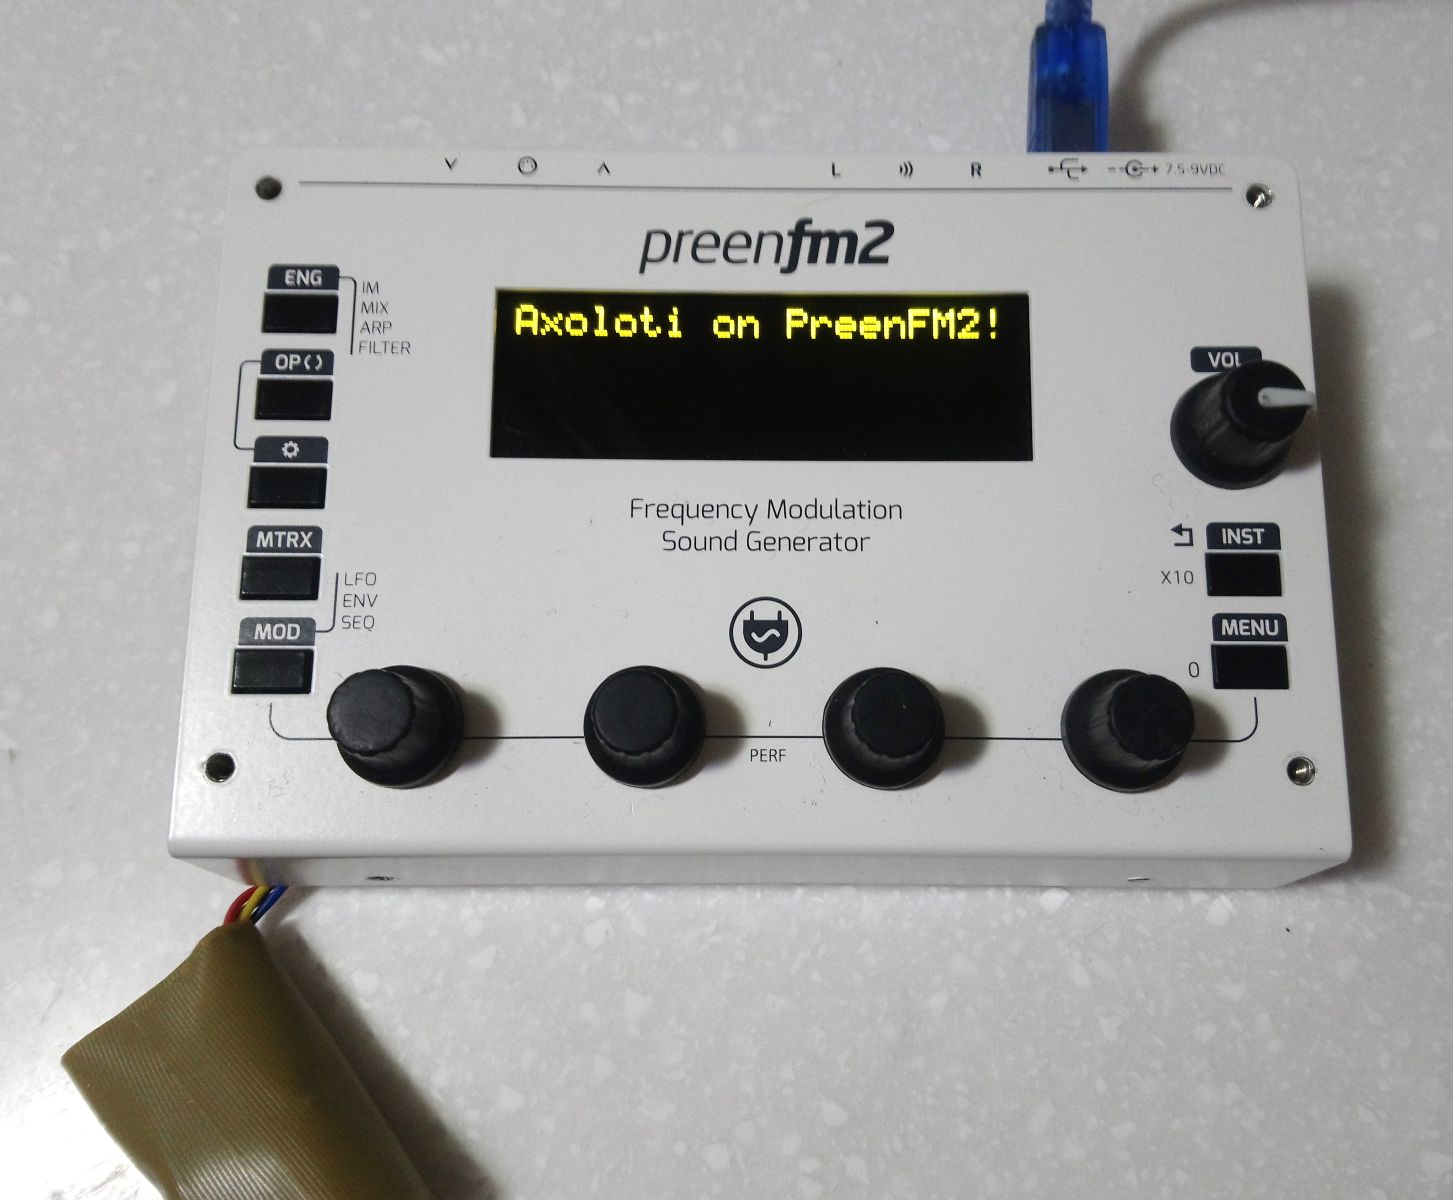 L R 7.5-9VDC
preenfm2
Axoloti on PreenFM2!
ENG
IM
MIX
ARP
FILTER
OP
MTRX
LFO
ENV
SEQ
MOD
Frequency Modulation
Sound Generator
VOL
INST
X10
MENU
0
PERF